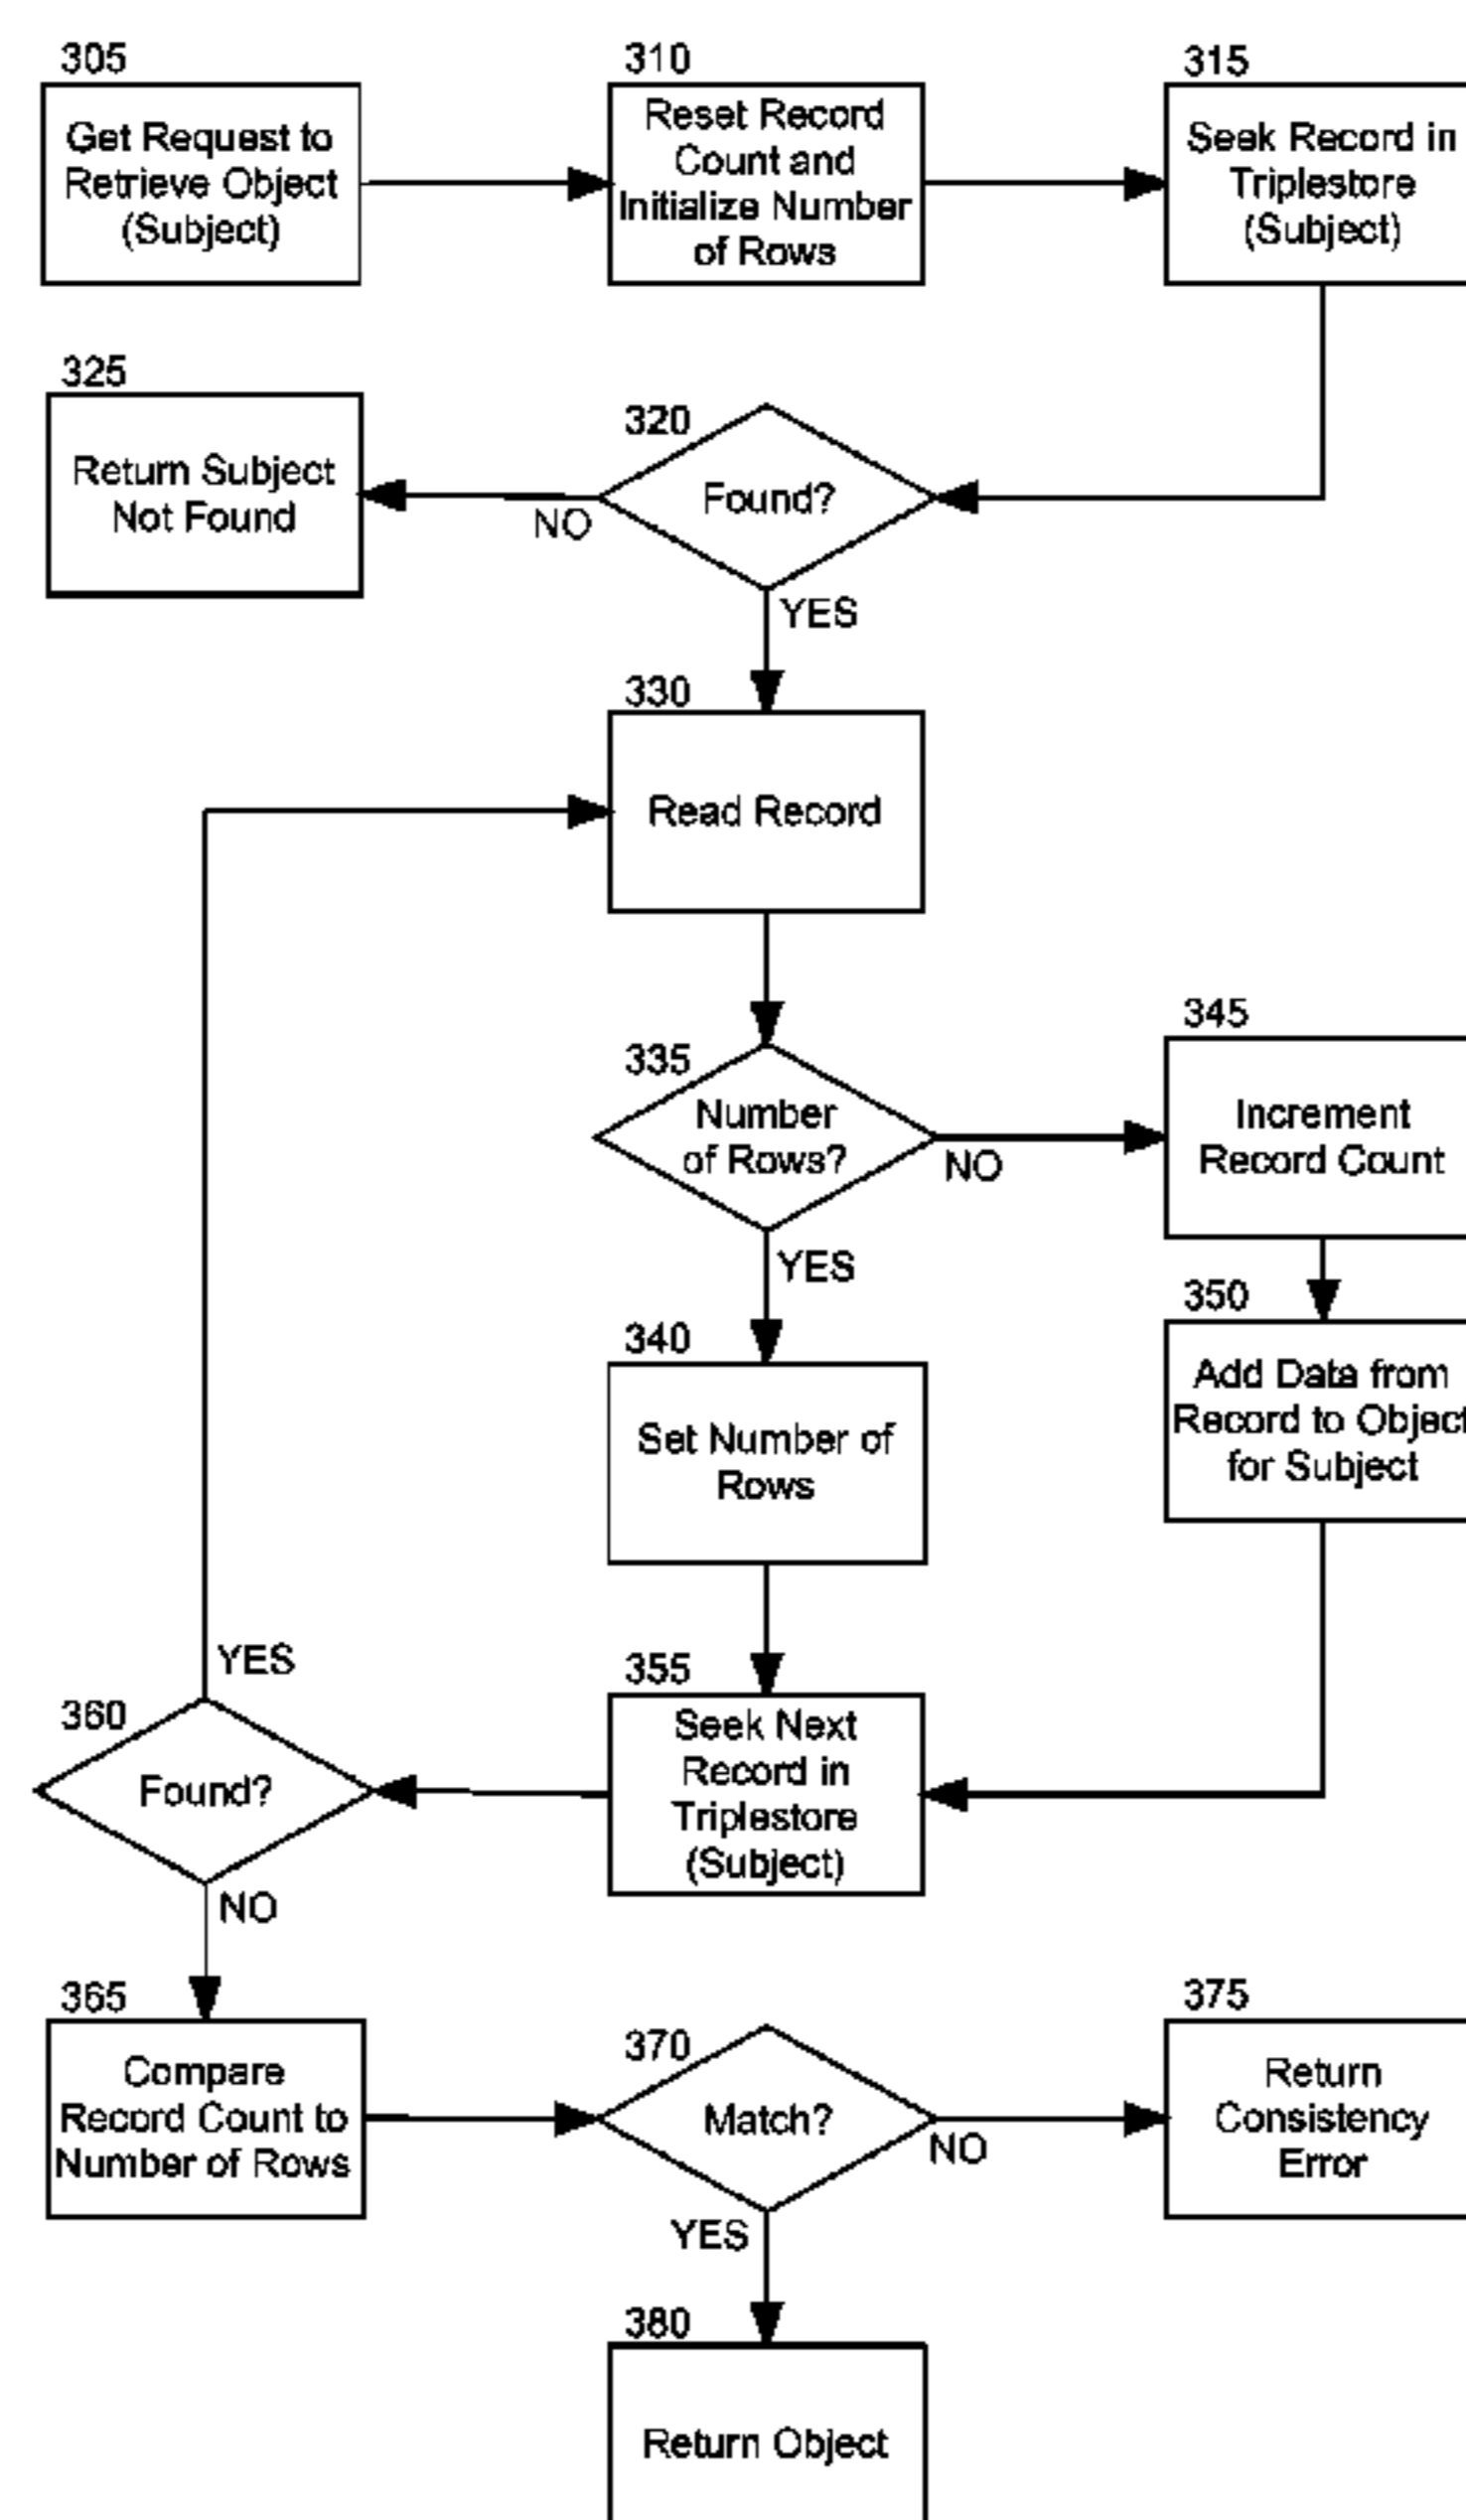 305
Get Request to
Retrieve Object
(Subject)
310
Reset Record
Count and
Initialize Number
of Rows
315
Seek Record in
Triplestore
(Subject)
325
Return Subject
Not Found
320
Found?
NO
YES
330
Read Record
335
Number
of Rows?
NO
YES
345
Increment
Record Count
340
Set Number of
Rows
350
Add Data from
Record to Object
for Subject
355
Seek Next
Record in
Triplestore
(Subject)
YES
360
Found?
NO
365
Compare
Record Count to
Number of Rows
370
Match?
NO
YES
375
Return
Consistency
Error
380
Return Object